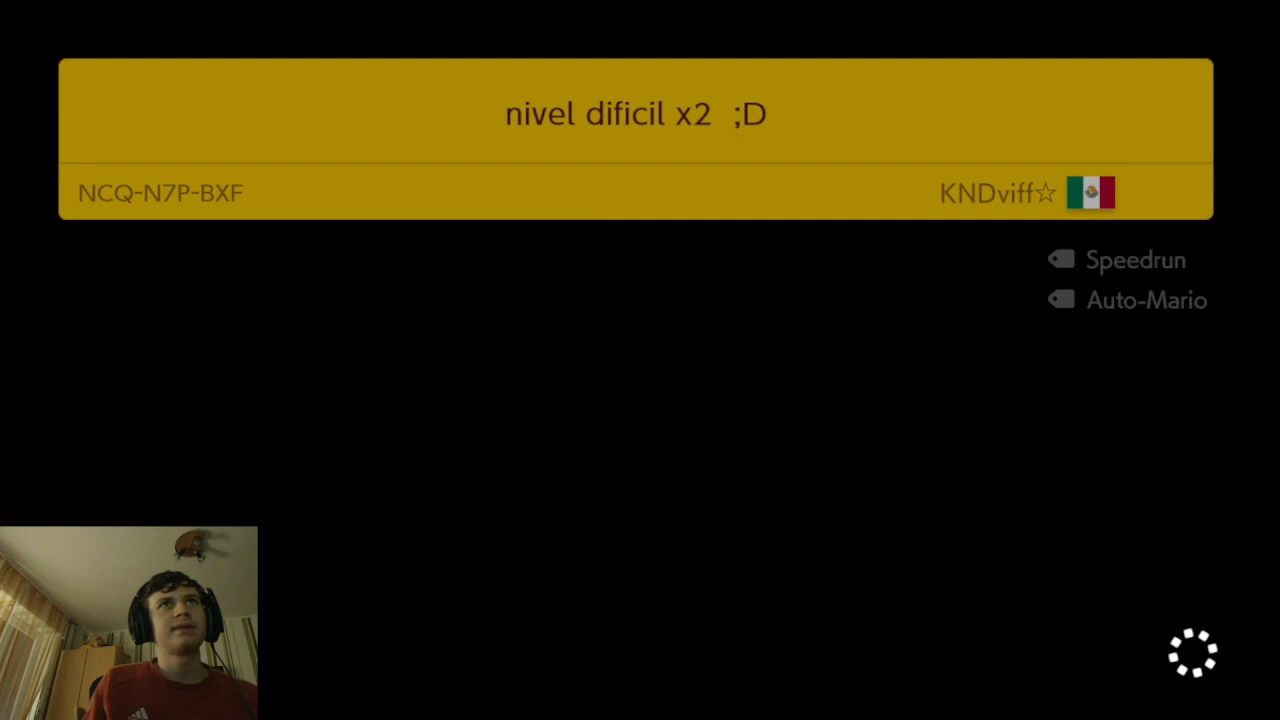 nivel dificil x2 ;D
NCQ-N7P-BXF
KNDviff☆
Speedrun
Auto-Mario